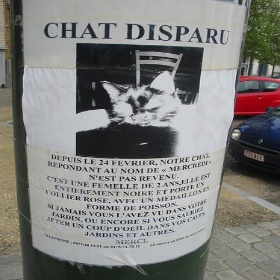 CHAT DISPARU
DEPUIS LE 24 FEVRIER, NOTRE CHAT,
REPONDANT AU NOM DE « MERCREDI »
N'EST PAS REVENU.
C'EST UNE FEMELLE DE 2 ANS, ELLE EST
ENTIEREMENT NOIRE ET PORTE UN
COLLIER ROSE, AVEC UN MEDAILLON EN
FORME DE POISSON.
SI JAMAIS VOUS L'AVEZ VU DANS VOTRE
JARDIN, OU ENCORE SI VOUS SAURIEZ
JETER UN COUP D'OEIL DANS VOS CAVES
JARDINS ET AUTRES.
MERCI.